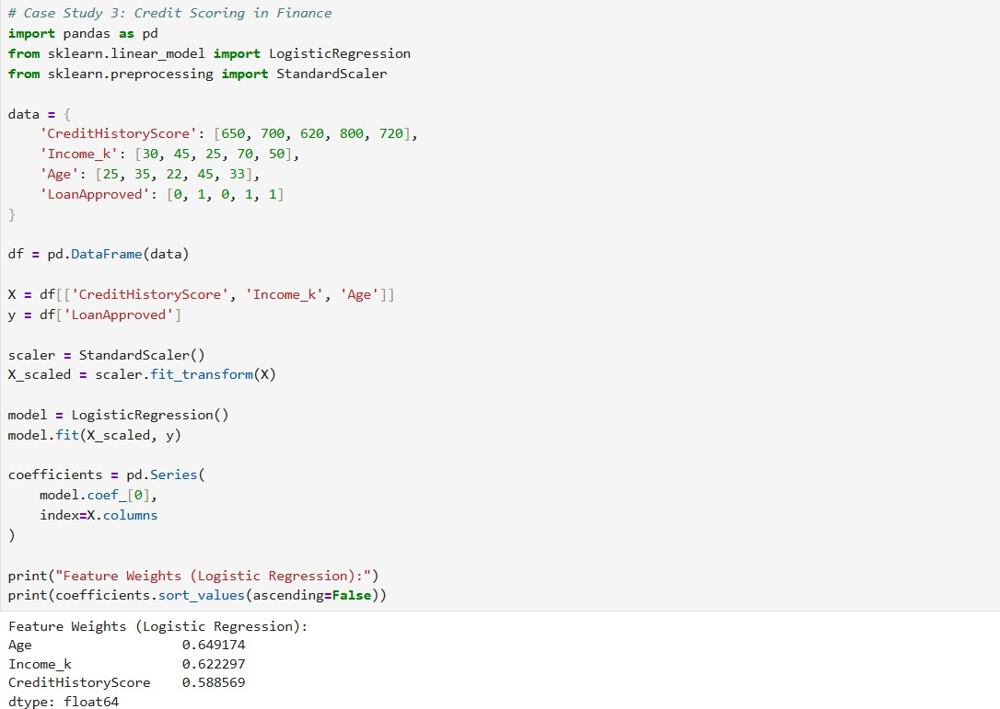 # Case Study 3: Credit Scoring in Finance
import pandas as pd
from sklearn.linear_model import LogisticRegression
from sklearn.preprocessing import StandardScaler

data = {
    'CreditHistoryScore': [650, 700, 620, 800, 720],
    'Income_k': [30, 45, 25, 70, 50],
    'Age': [25, 35, 22, 45, 33],
    'LoanApproved': [0, 1, 0, 1, 1]
}

df = pd.DataFrame(data)

X = df[['CreditHistoryScore', 'Income_k', 'Age']]
y = df['LoanApproved']

scaler = StandardScaler()
X_scaled = scaler.fit_transform(X)

model = LogisticRegression()
model.fit(X_scaled, y)

coefficients = pd.Series(
    model.coef_[0],
    index=X.columns
)

print("Feature Weights (Logistic Regression):")
print(coefficients.sort_values(ascending=False))
Feature Weights (Logistic Regression):
Age                   0.649174
Income_k              0.622297
CreditHistoryScore    0.588569
dtype: float64